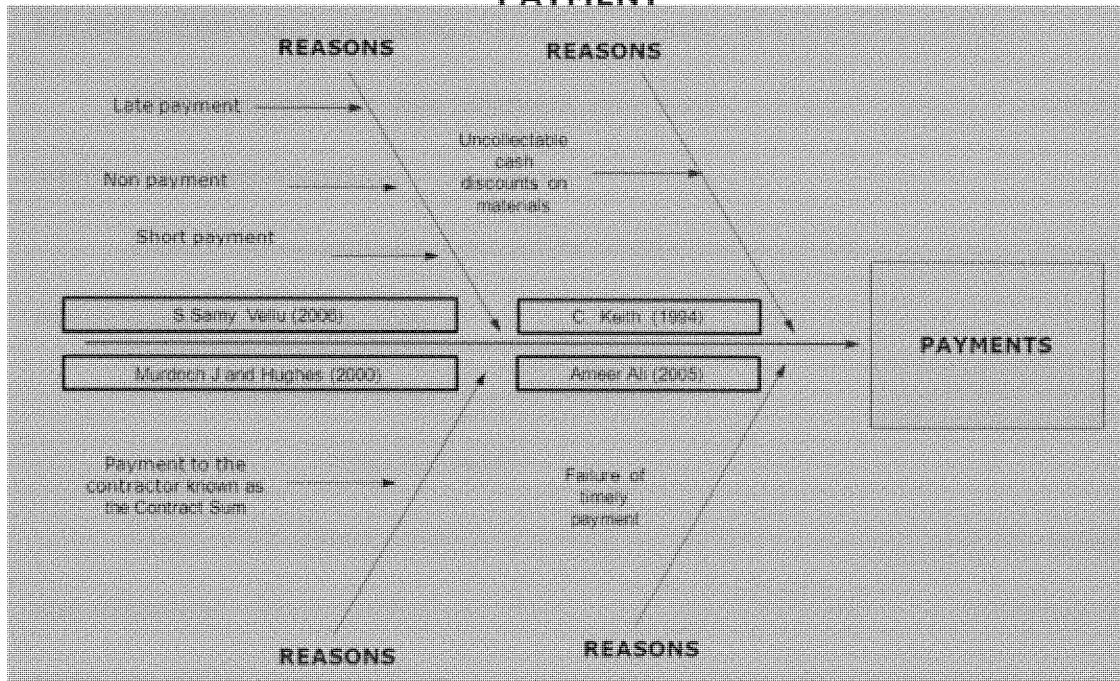 PAYMENT
REASONS
REASONS
Late payment
Uncollectable
cash
discounts on
materials
Non payment
Short payment
S Samy Vellu (2006)
C. Keith (1994)
PAYMENTS
Murdoch J and Hughes (2000)
Ameer Ali (2005)
Payment to the
contractor known as
the Contract Sum
Failure of
timely
payment
REASONS
REASONS